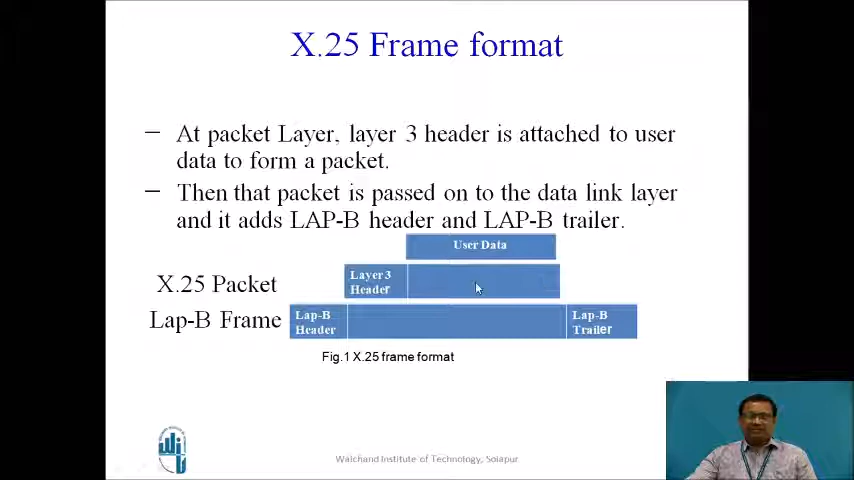 X.25 Frame format
– At packet Layer, layer 3 header is attached to user
data to form a packet.
– Then that packet is passed on to the data link layer
and it adds LAP-B header and LAP-B trailer.
User Data
X.25 Packet
Layer 3
Header
Lap-B Frame
Lap-B
Header
Lap-B
Trailer
Fig.1 X.25 frame format
Walchand Institute of Technology, Solapur